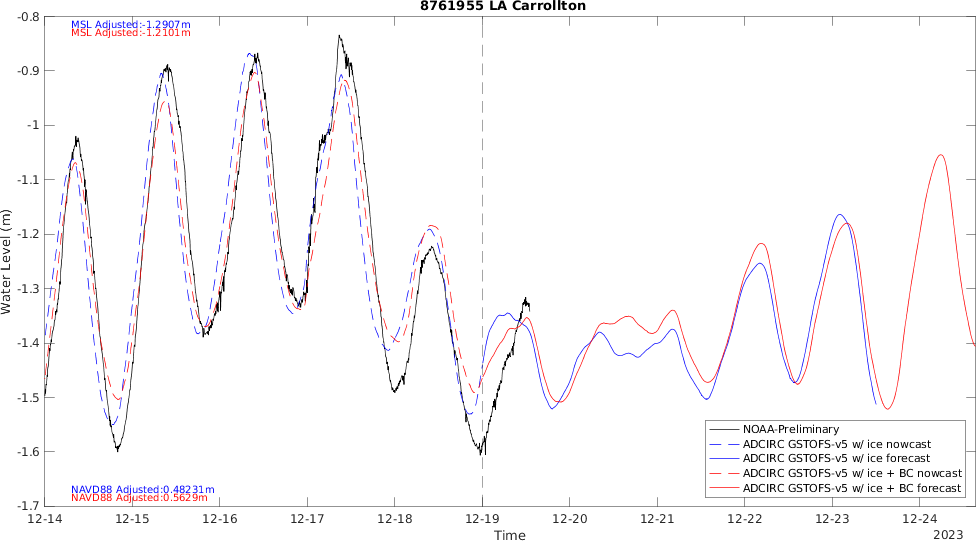 8761955 LA Carrollton
MSL Adjusted:-1.2907m
MSL Adjusted:-1.2101m
-0.8
-0.9
-1
-1.1
-1.2
-1.3
-1.4
-1.5
-1.6
-1.7
Water Level (m)
NAVD88 Adjusted:0.48231m
NAVD88 Adjusted:0.5629m
NOAA-Preliminary
ADCIRC GSTOFS-v5 w/ ice nowcast
ADCIRC GSTOFS-v5 w/ ice forecast
ADCIRC GSTOFS-v5 w/ ice + BC nowcast
ADCIRC GSTOFS-v5 w/ ice + BC forecast
12-14 12-15 12-16 12-17 12-18 12-19 12-20 12-21 12-22 12-23 12-24
Time
2023